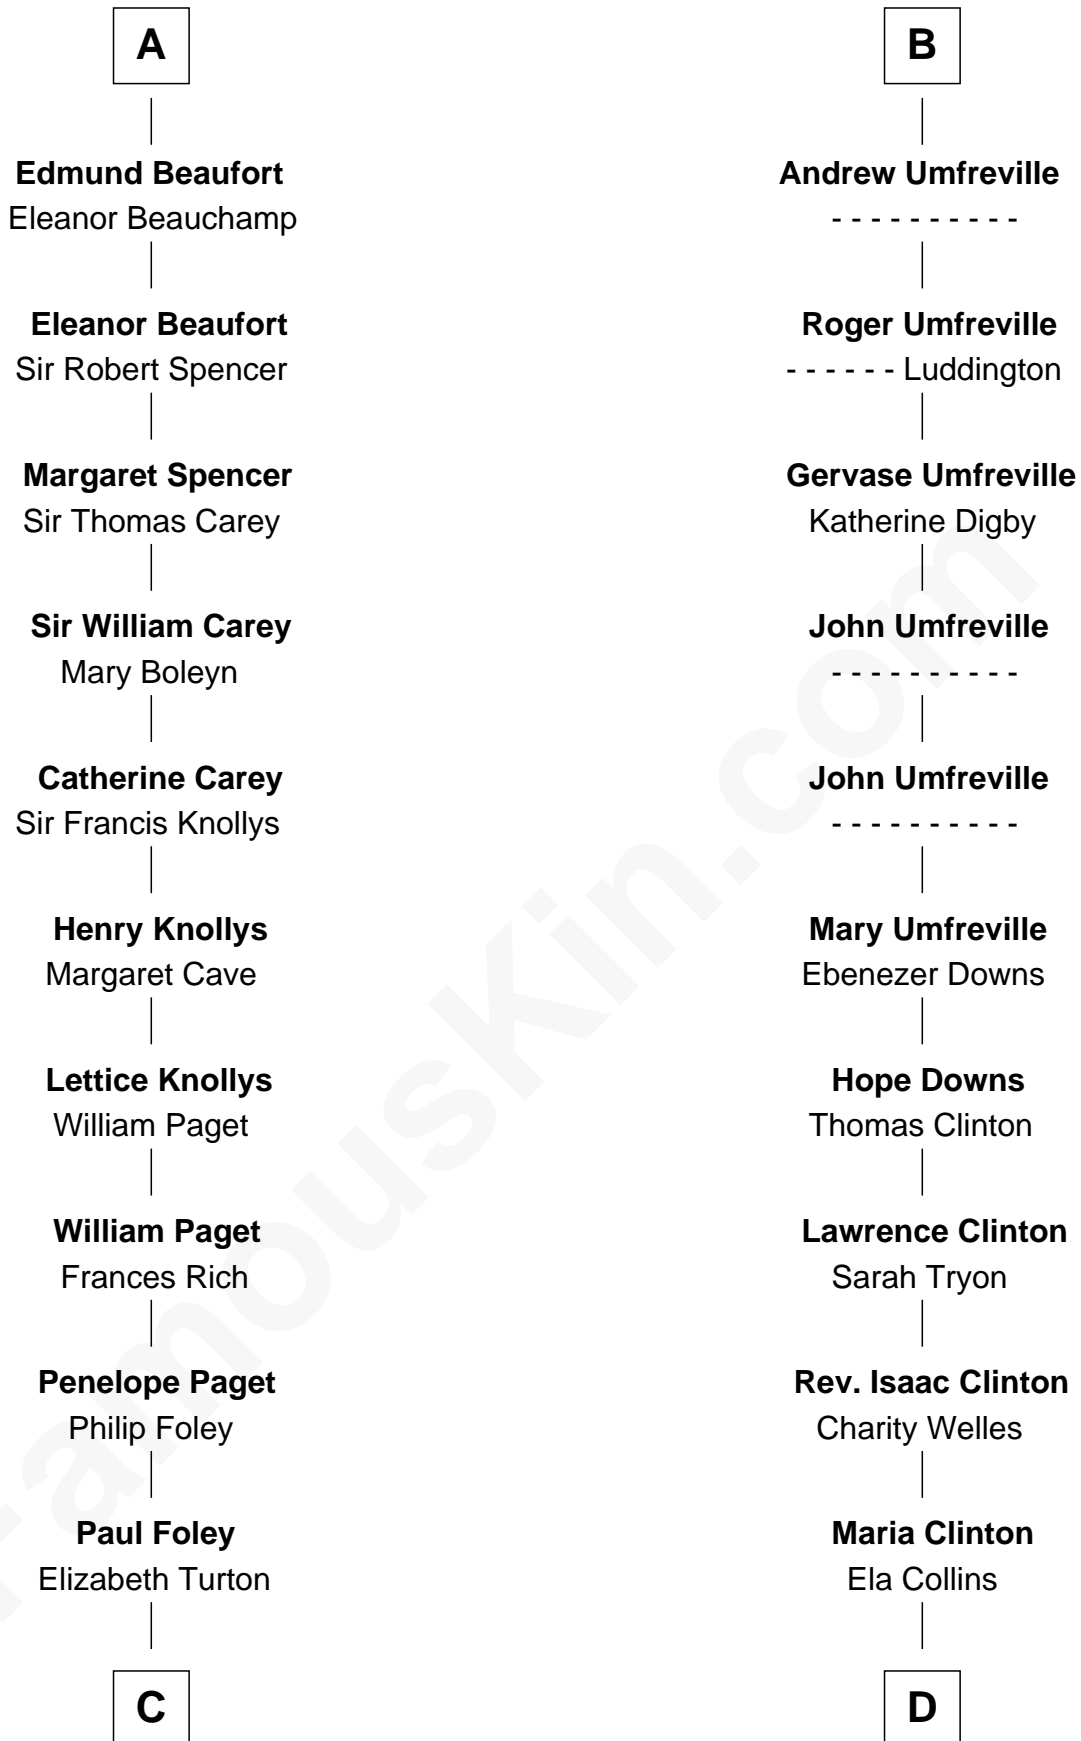 A
Edmund Beaufort
Eleanor Beauchamp
Eleanor Beaufort
Sir Robert Spencer
Margaret Spencer
Sir Thomas Carey
Sir William Carey
Mary Boleyn
Catherine Carey
Sir Francis Knollys
Henry Knollys
Margaret Cave
Lettice Knollys
William Paget
William Paget
Frances Rich
Penelope Paget
Philip Foley
Paul Foley
Elizabeth Turton
C
B
Andrew Umfreville
- - - - - - - - - -
Roger Umfreville
- - - - - - Luddington
Gervase Umfreville
Katherine Digby
John Umfreville
- - - - - - - - - -
John Umfreville
- - - - - - - - - -
Mary Umfreville
Ebenezer Downs
Hope Downs
Thomas Clinton
Lawrence Clinton
Sarah Tryon
Rev. Isaac Clinton
Charity Welles
Maria Clinton
Ela Collins
D
FamousKin.com